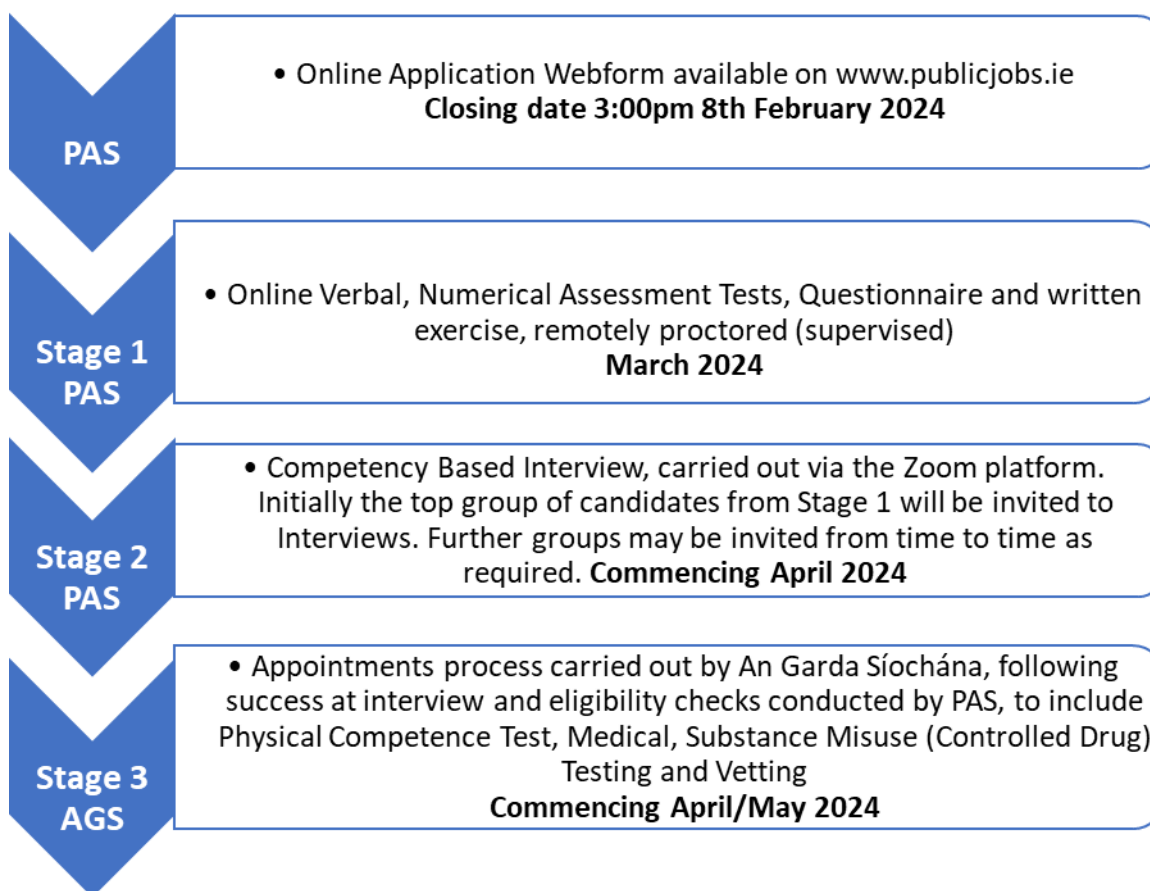 PAS
• Online Application Webform available on www.publicjobs.ie
Closing date 3:00pm 8th February 2024
Stage 1
PAS
• Online Verbal, Numerical Assessment Tests, Questionnaire and written
exercise, remotely proctored (supervised)
March 2024
Stage 2
PAS
• Competency Based Interview, carried out via the Zoom platform.
Initially the top group of candidates from Stage 1 will be invited to
Interviews. Further groups may be invited from time to time as
required. Commencing April 2024
Stage 3
AGS
• Appointments process carried out by An Garda Síochána, following
success at interview and eligibility checks conducted by PAS, to include
Physical Competence Test, Medical, Substance Misuse (Controlled Drug)
Testing and Vetting
Commencing April/May 2024